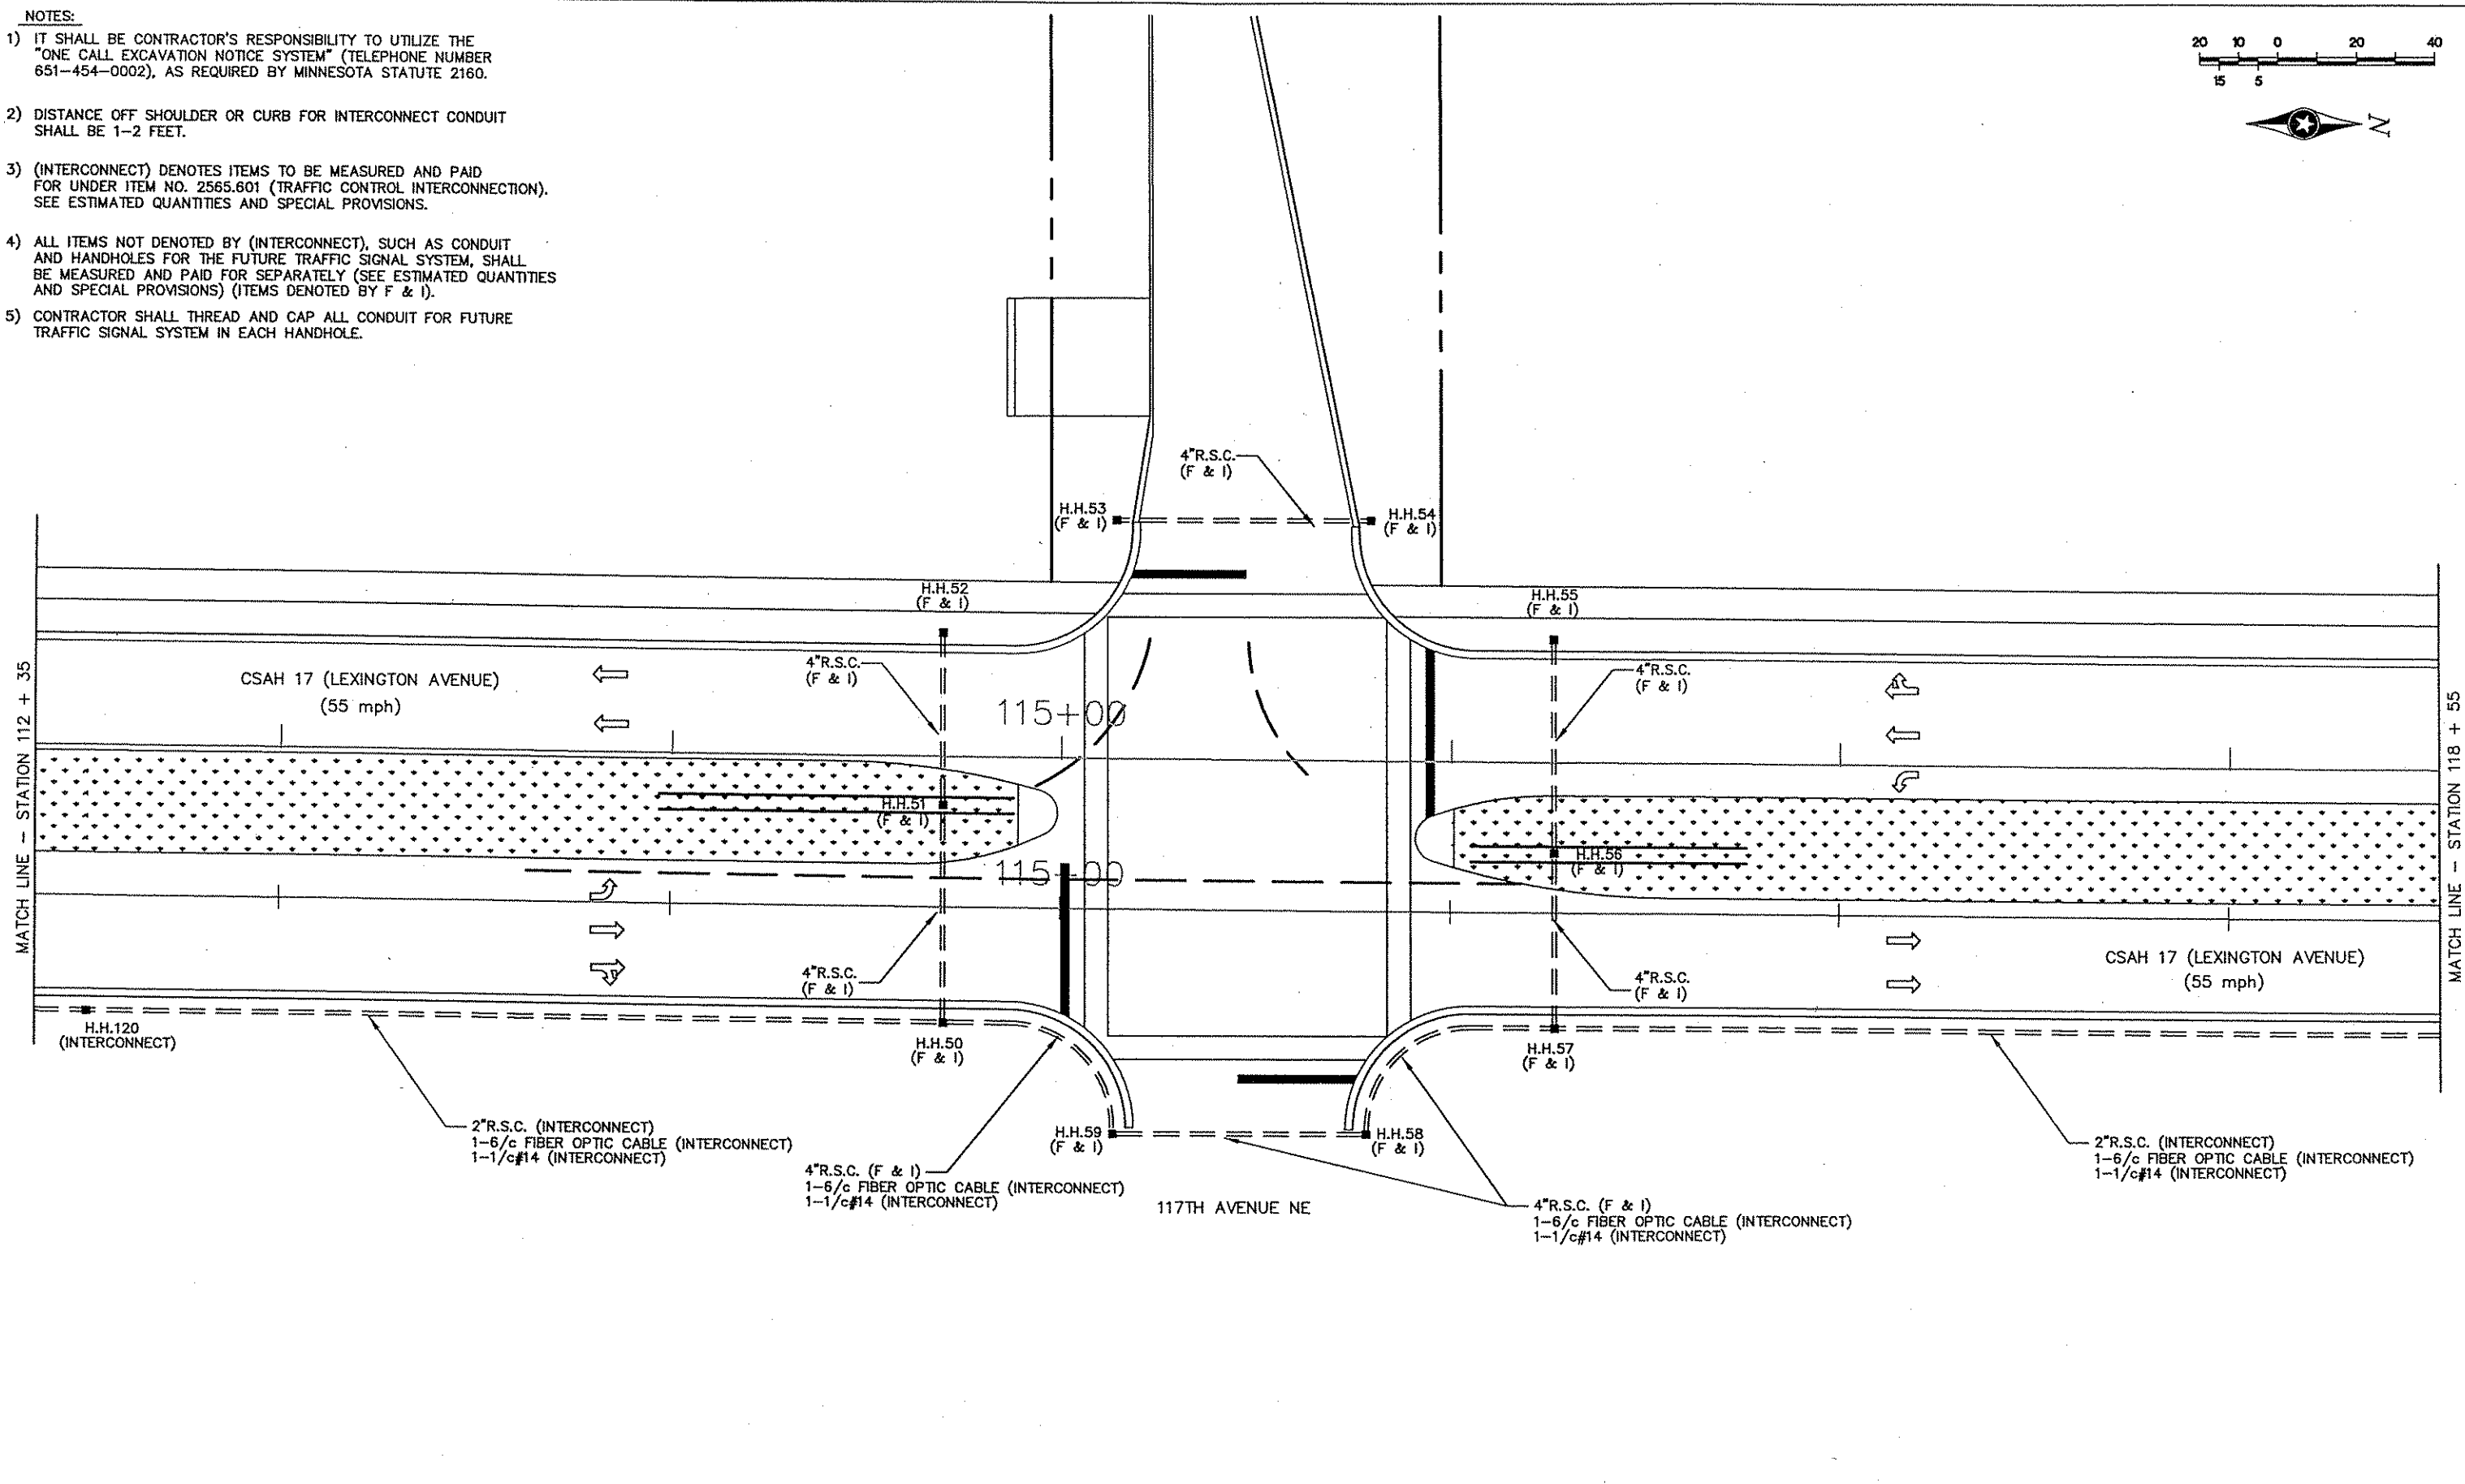 NOTES:
1) IT SHALL BE CONTRACTOR'S RESPONSIBILITY TO UTILIZE THE
"ONE CALL EXCAVATION NOTICE SYSTEM" (TELEPHONE NUMBER
651-454-0002), AS REQUIRED BY MINNESOTA STATUTE 2160.
2) DISTANCE OFF SHOULDER OR CURB FOR INTERCONNECT CONDUIT
SHALL BE 1-2 FEET.
3) (INTERCONNECT) DENOTES ITEMS TO BE MEASURED AND PAID
FOR UNDER ITEM NO. 2565.601 (TRAFFIC CONTROL INTERCONNECTION).
SEE ESTIMATED QUANTITIES AND SPECIAL PROVISIONS.
4) ALL ITEMS NOT DENOTED BY (INTERCONNECT), SUCH AS CONDUIT
AND HANDHOLES FOR THE FUTURE TRAFFIC SIGNAL SYSTEM, SHALL
BE MEASURED AND PAID FOR SEPARATELY (SEE ESTIMATED QUANTITIES
AND SPECIAL PROVISIONS) (ITEMS DENOTED BY F & I).
5) CONTRACTOR SHALL THREAD AND CAP ALL CONDUIT FOR FUTURE
TRAFFIC SIGNAL SYSTEM IN EACH HANDHOLE.
20 10 0 20 40
15 5
N
4"R.S.C.
(F & I)
H.H.53
(F & I)
H.H.54
(F & I)
H.H.52
(F & I)
H.H.55
(F & I)
MATCH LINE - STATION 112 + 35
CSAH 17 (LEXINGTON AVENUE)
(55 mph)
4"R.S.C.
(F & I)
115+00
4"R.S.C.
(F & I)
MATCH LINE - STATION 118 + 55
H.H.51
(F & I)
115+00
H.H.56
(F & I)
4"R.S.C.
(F & I)
4"R.S.C.
(F & I)
CSAH 17 (LEXINGTON AVENUE)
(55 mph)
H.H.120
(INTERCONNECT)
H.H.50
(F & I)
H.H.57
(F & I)
2"R.S.C. (INTERCONNECT)
1-6/c FIBER OPTIC CABLE (INTERCONNECT)
1-1/c#14 (INTERCONNECT)
H.H.59
(F & I)
H.H.58
(F & I)
2"R.S.C. (INTERCONNECT)
1-6/c FIBER OPTIC CABLE (INTERCONNECT)
1-1/c#14 (INTERCONNECT)
4"R.S.C. (F & I)
1-6/c FIBER OPTIC CABLE (INTERCONNECT)
1-1/c#14 (INTERCONNECT)
117TH AVENUE NE
4"R.S.C. (F & I)
1-6/c FIBER OPTIC CABLE (INTERCONNECT)
1-1/c#14 (INTERCONNECT)